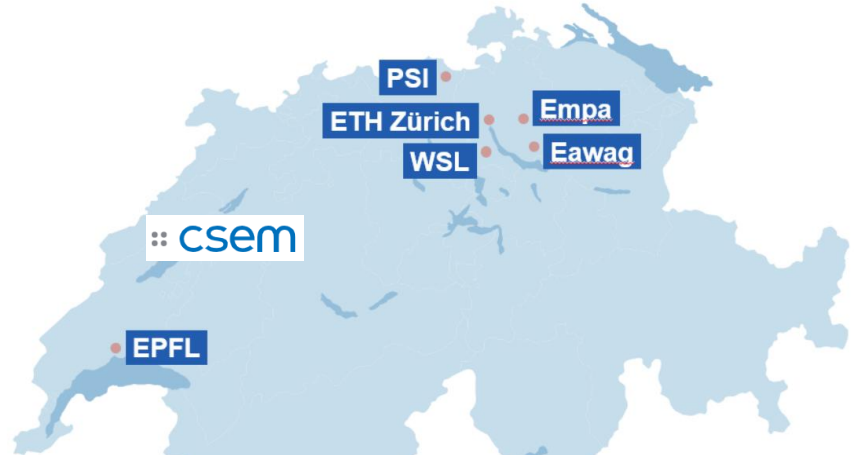 PSI
ETH Zürich
Empa
WSL
Eawag
csem
EPFL